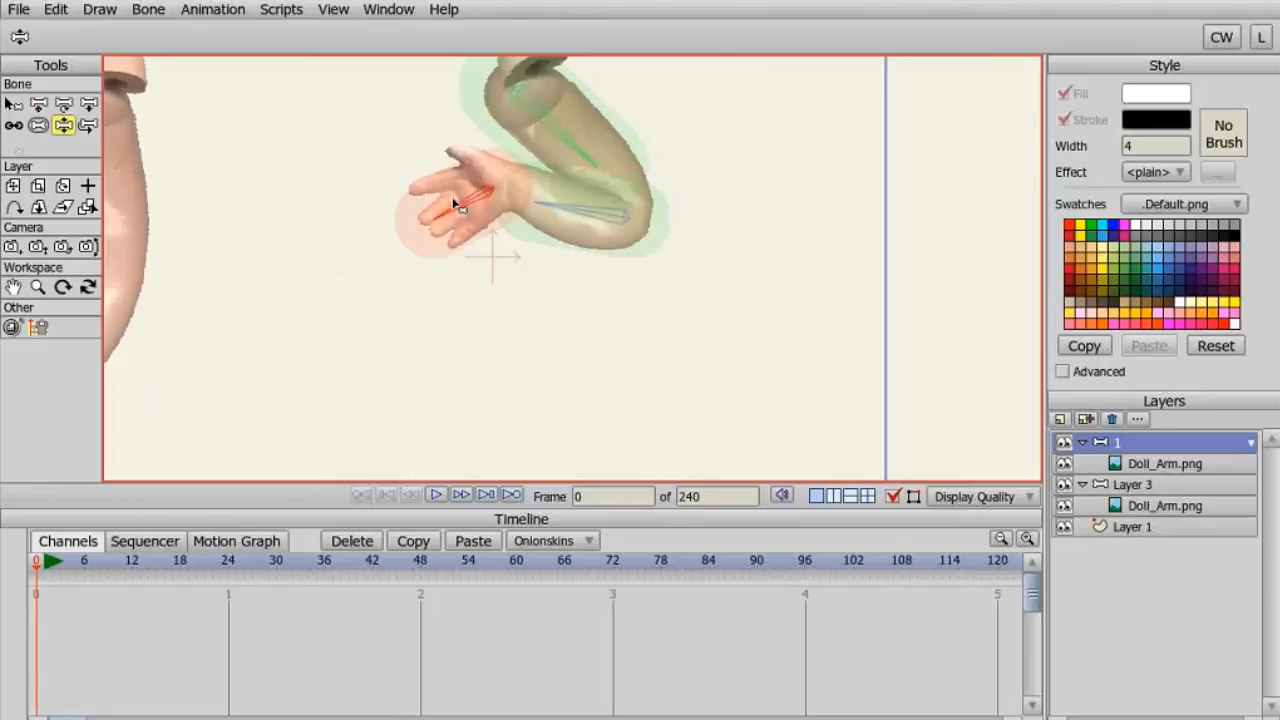 File Edit Draw Bone Animation Scripts View Window Help
CW L
Tools
Bone
Layer
Camera
Workspace
Other
Style
Fill
Stroke
Width 4
No Brush
Effect <plain> ...
Swatches .Default.png
Copy Paste Reset
Advanced
Layers
1
Doll_Arm.png
Layer 3
Doll_Arm.png
Layer 1
Frame 0 of 240 Display Quality
Timeline
Channels Sequencer Motion Graph Delete Copy Paste Onionskins
0 6 12 18 24 30 36 42 48 54 60 66 72 78 84 90 96 102 108 114 120
0 1 2 3 4 5